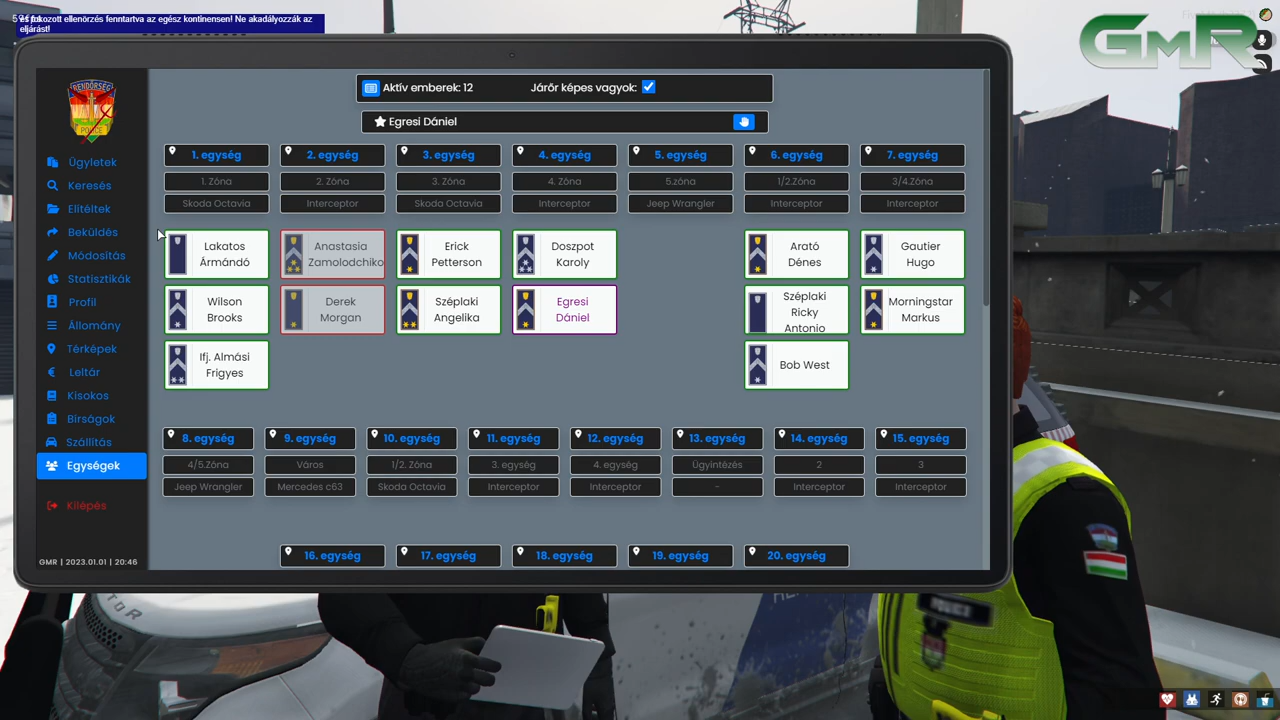 és fokozott ellenörzés fenntartva az egész kontinensen! Ne akadályozzák az
eljárást!
GMR
RENDŐRSÉG
POLICE
Aktív emberek: 12
Járőr képes vagyok:
Egresi Dániel
Ügyletek
Keresés
Elítéltek
Beküldés
Módosítás
Statisztikák
Profil
Állomány
Térképek
Leltár
Kisokos
Bírságok
Szállítás
Egységek
Kilépés
GMR | 2023.01.01 | 20:46
1. egység
2. egység
3. egység
4. egység
5. egység
6. egység
7. egység
1. Zóna
2. Zóna
3. Zóna
4. Zóna
5.zóna
1/2.Zóna
3/4.Zóna
Skoda Octavia
Interceptor
Skoda Octavia
Interceptor
Jeep Wrangler
Interceptor
Interceptor
Lakatos
Ármándó
Anastasia
Zamolodchiko
Erick
Petterson
Doszpot
Karoly
Arató
Dénes
Gautier
Hugo
Wilson
Brooks
Derek
Morgan
Széplaki
Angelika
Egresi
Dániel
Széplaki
Ricky
Antonio
Morningstar
Markus
Ifj. Almási
Frigyes
Bob West
8. egység
9. egység
10. egység
11. egység
12. egység
13. egység
14. egység
15. egység
4/5.Zóna
Város
1/2. Zóna
3. egység
4. egység
Ügyintézés
2
3
Jeep Wrangler
Mercedes c63
Skoda Octavia
Interceptor
Interceptor
-
Interceptor
Interceptor
16. egység
17. egység
18. egység
19. egység
20. egység
POLICE